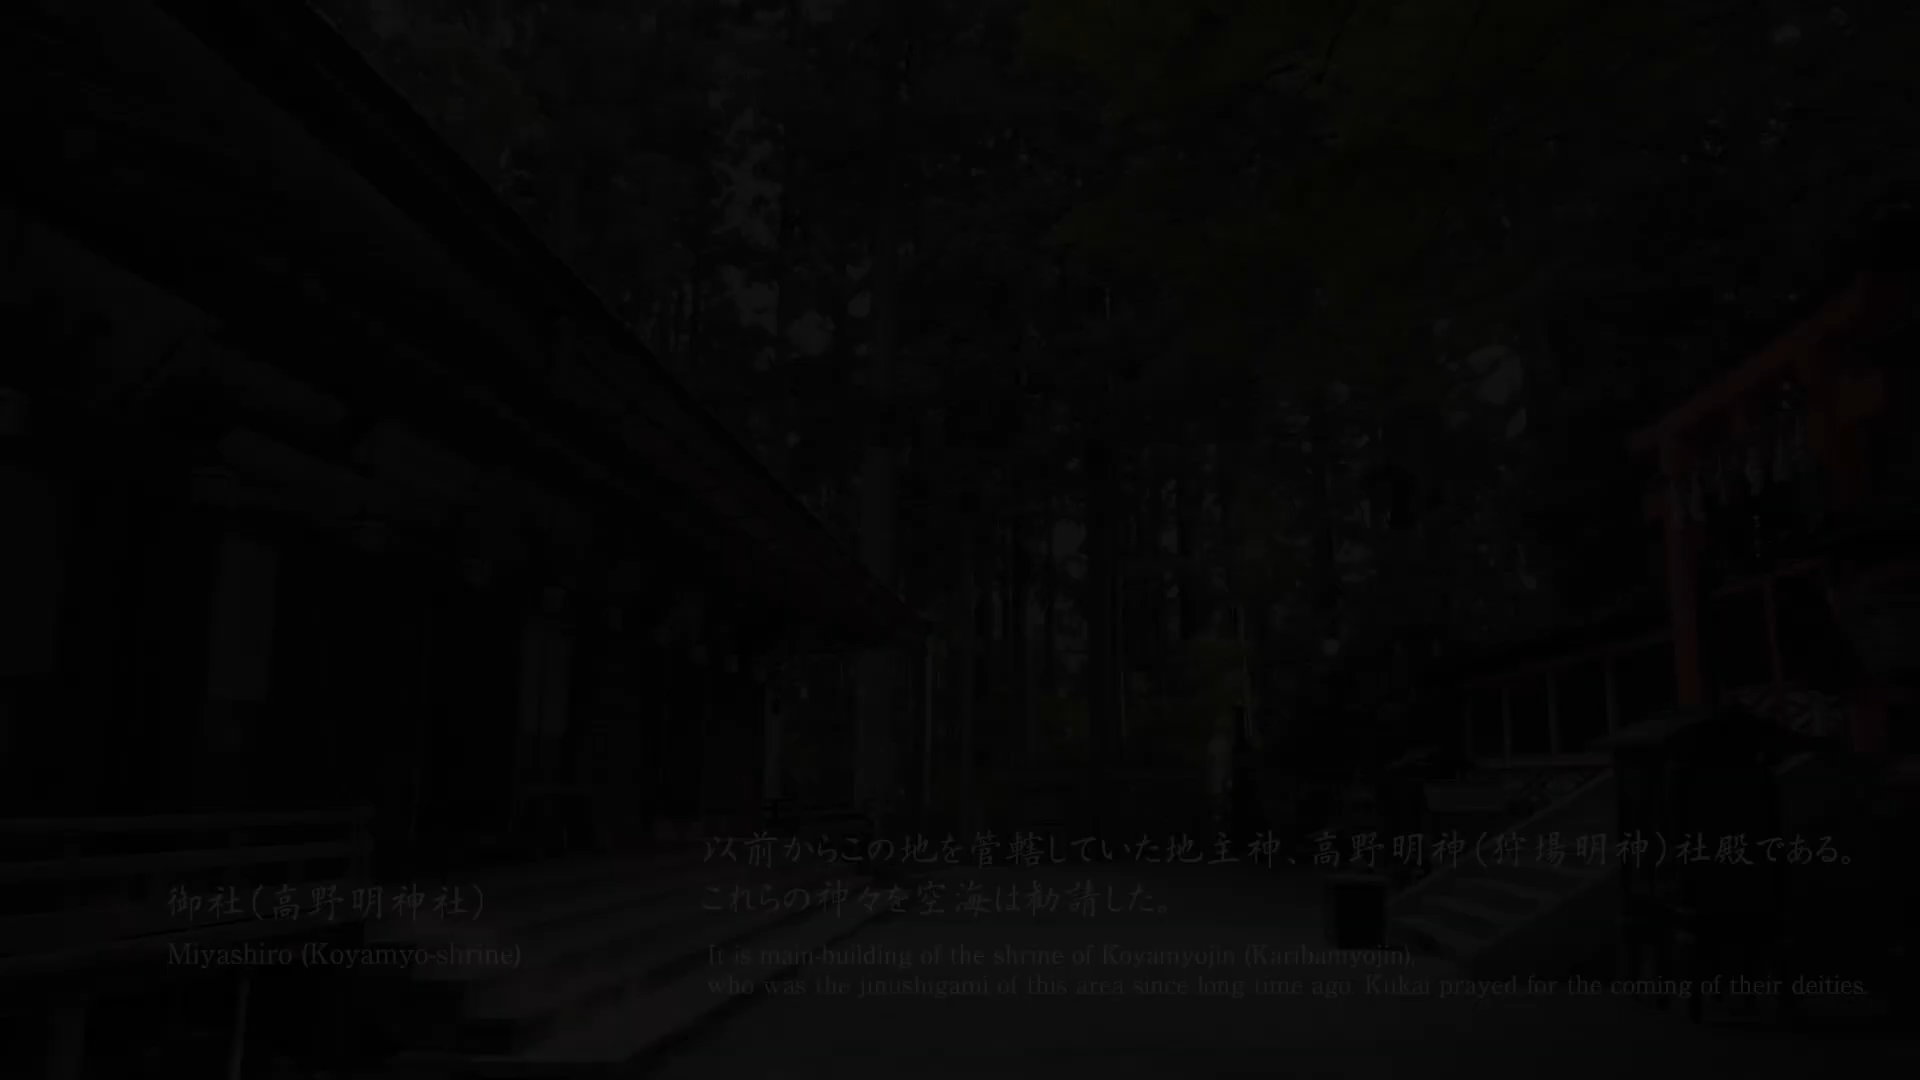 御社(高野明神社)
Miyashiro (Koyamyo-shrine)
以前からこの地を管轄していた地主神、高野明神(狩場明神)社殿である。
これらの神々を空海は勧請した。
It is main-building of the shrine of Koyamyojin (Karibamyojin),
who was the jinushigami of this area since long time ago. Kukai prayed for the coming of their deities.